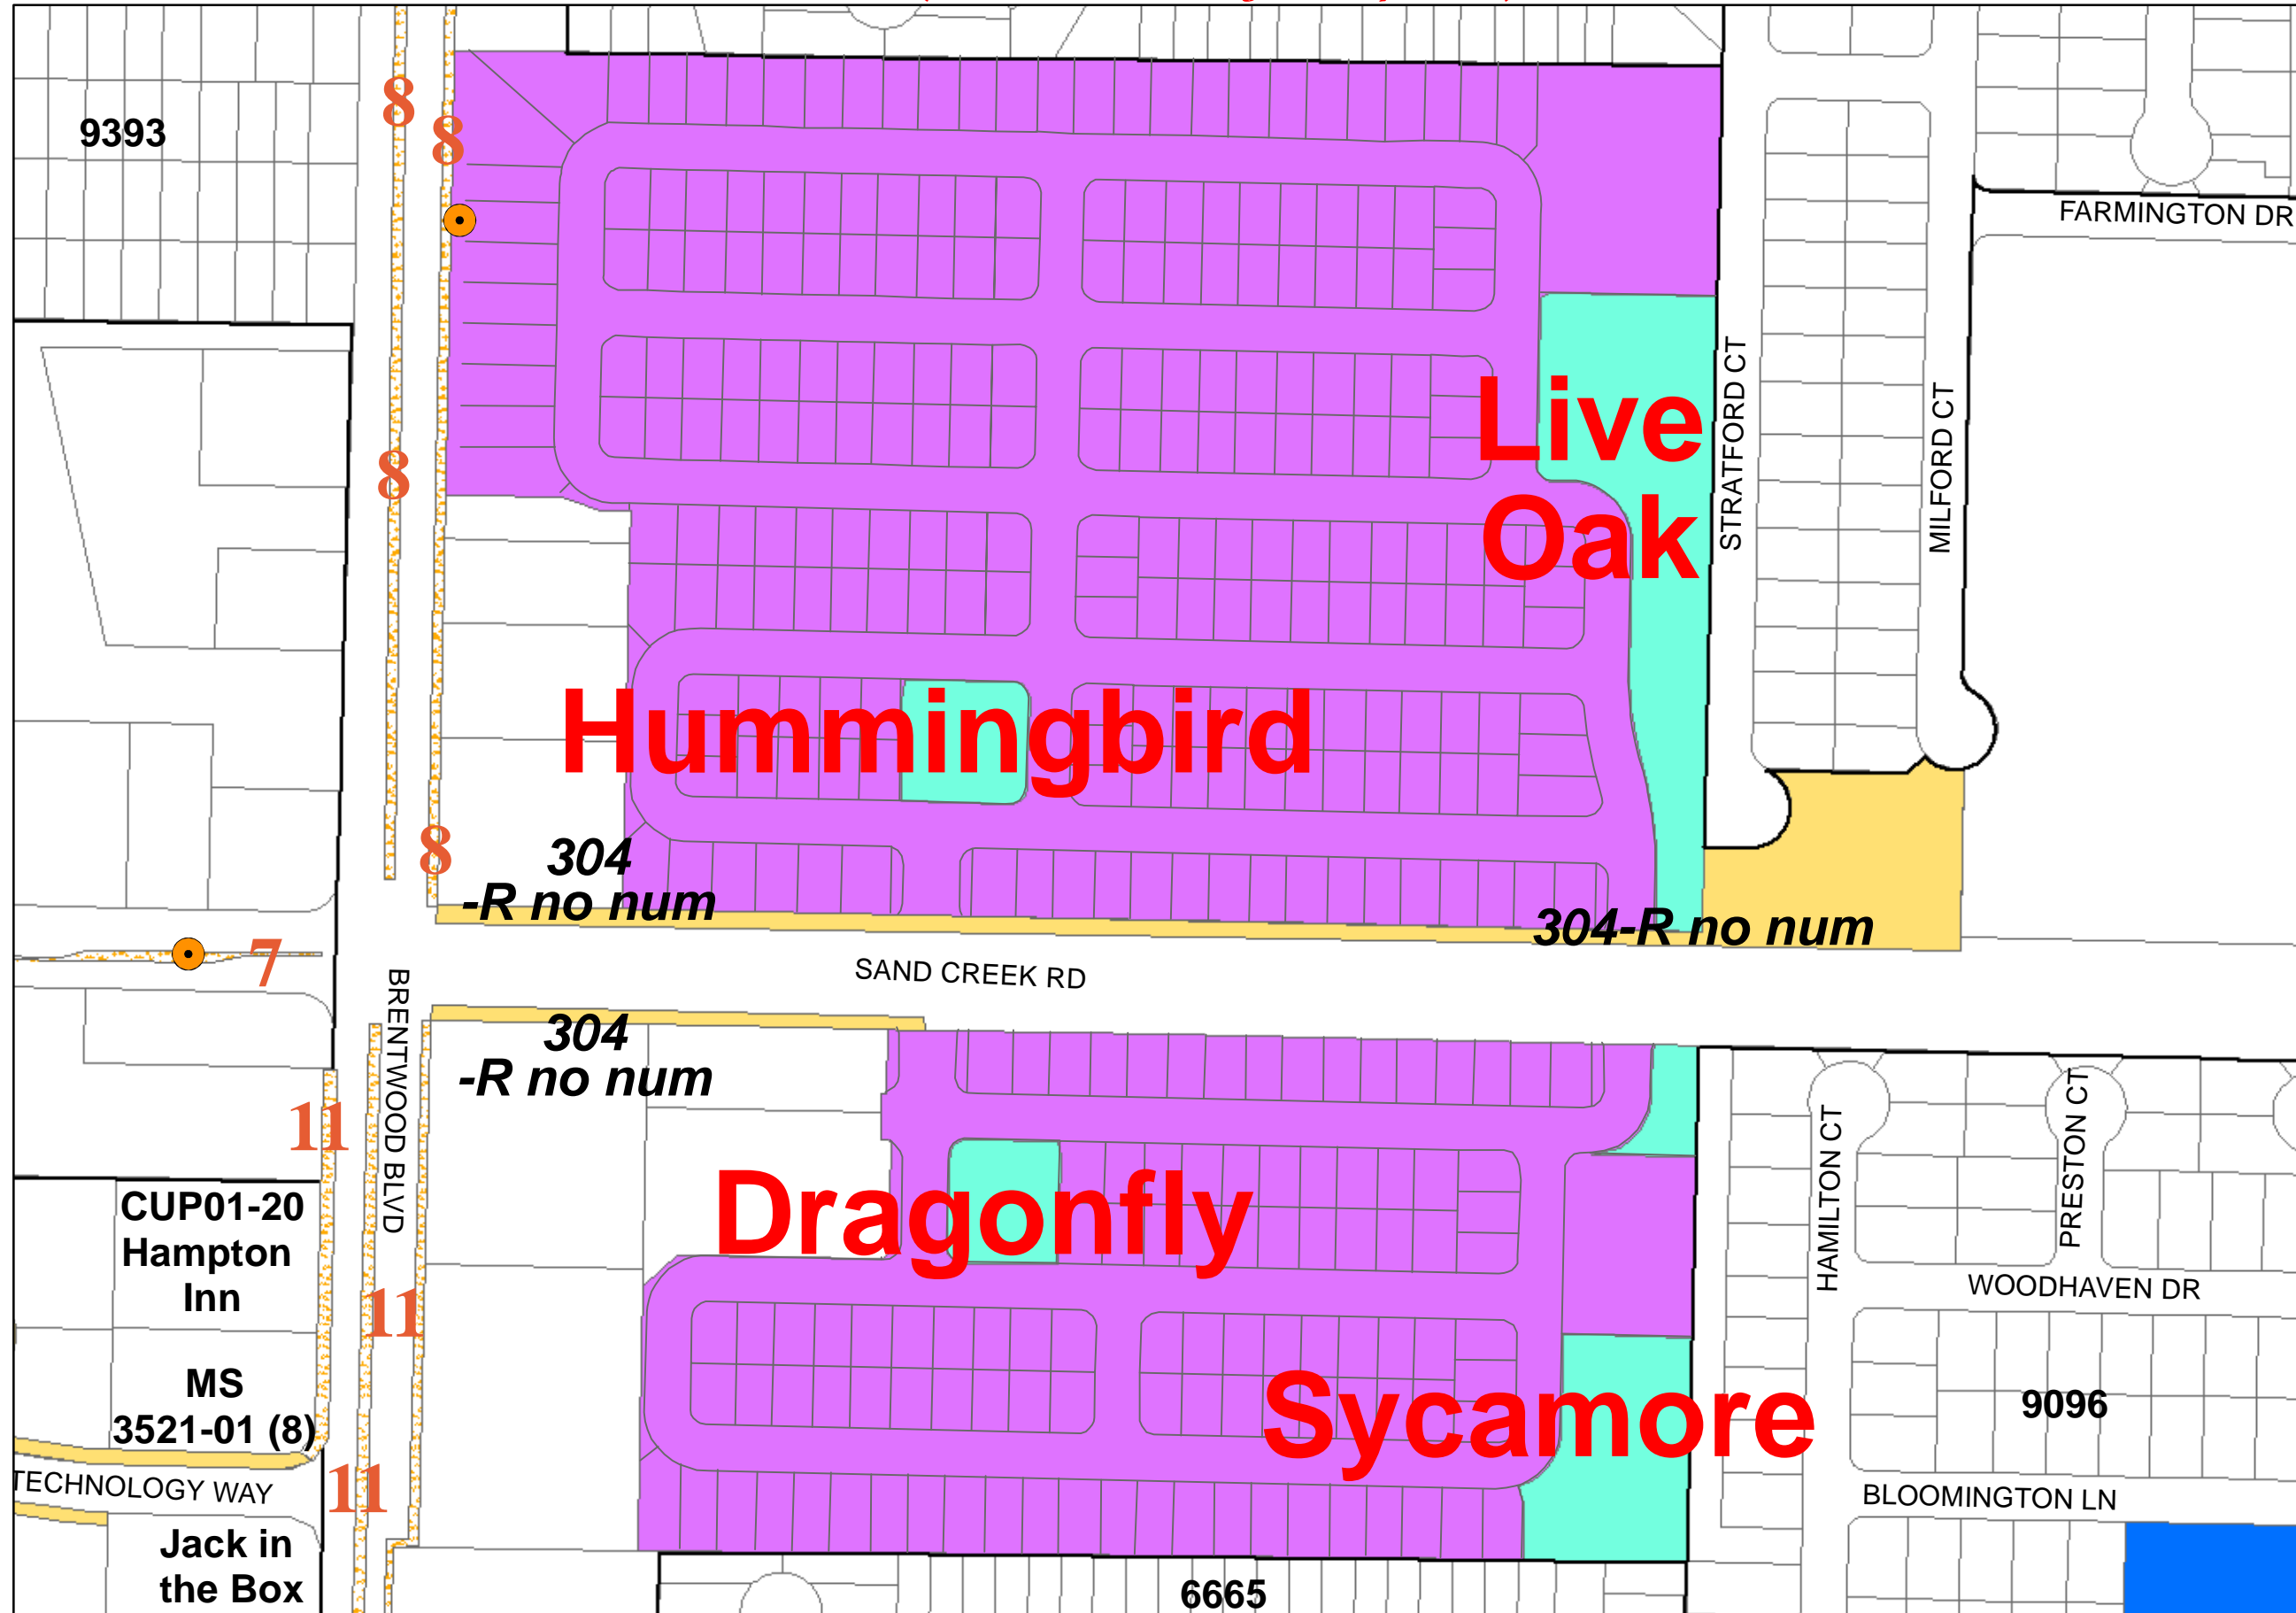 8
8
9393
FARMINGTON DR
Live
Oak
STRATFORD CT
MILFORD CT
8
Hummingbird
8
304
-R no num
304-R no num
7
SAND CREEK RD
BRENTWOOD BLVD
304
-R no num
11
HAMILTON CT
PRESTON CT
Dragonfly
CUP01-20
Hampton
Inn
WOODHAVEN DR
11
MS
3521-01 (8)
Sycamore
9096
TECHNOLOGY WAY
11
BLOOMINGTON LN
Jack in
the Box
6665